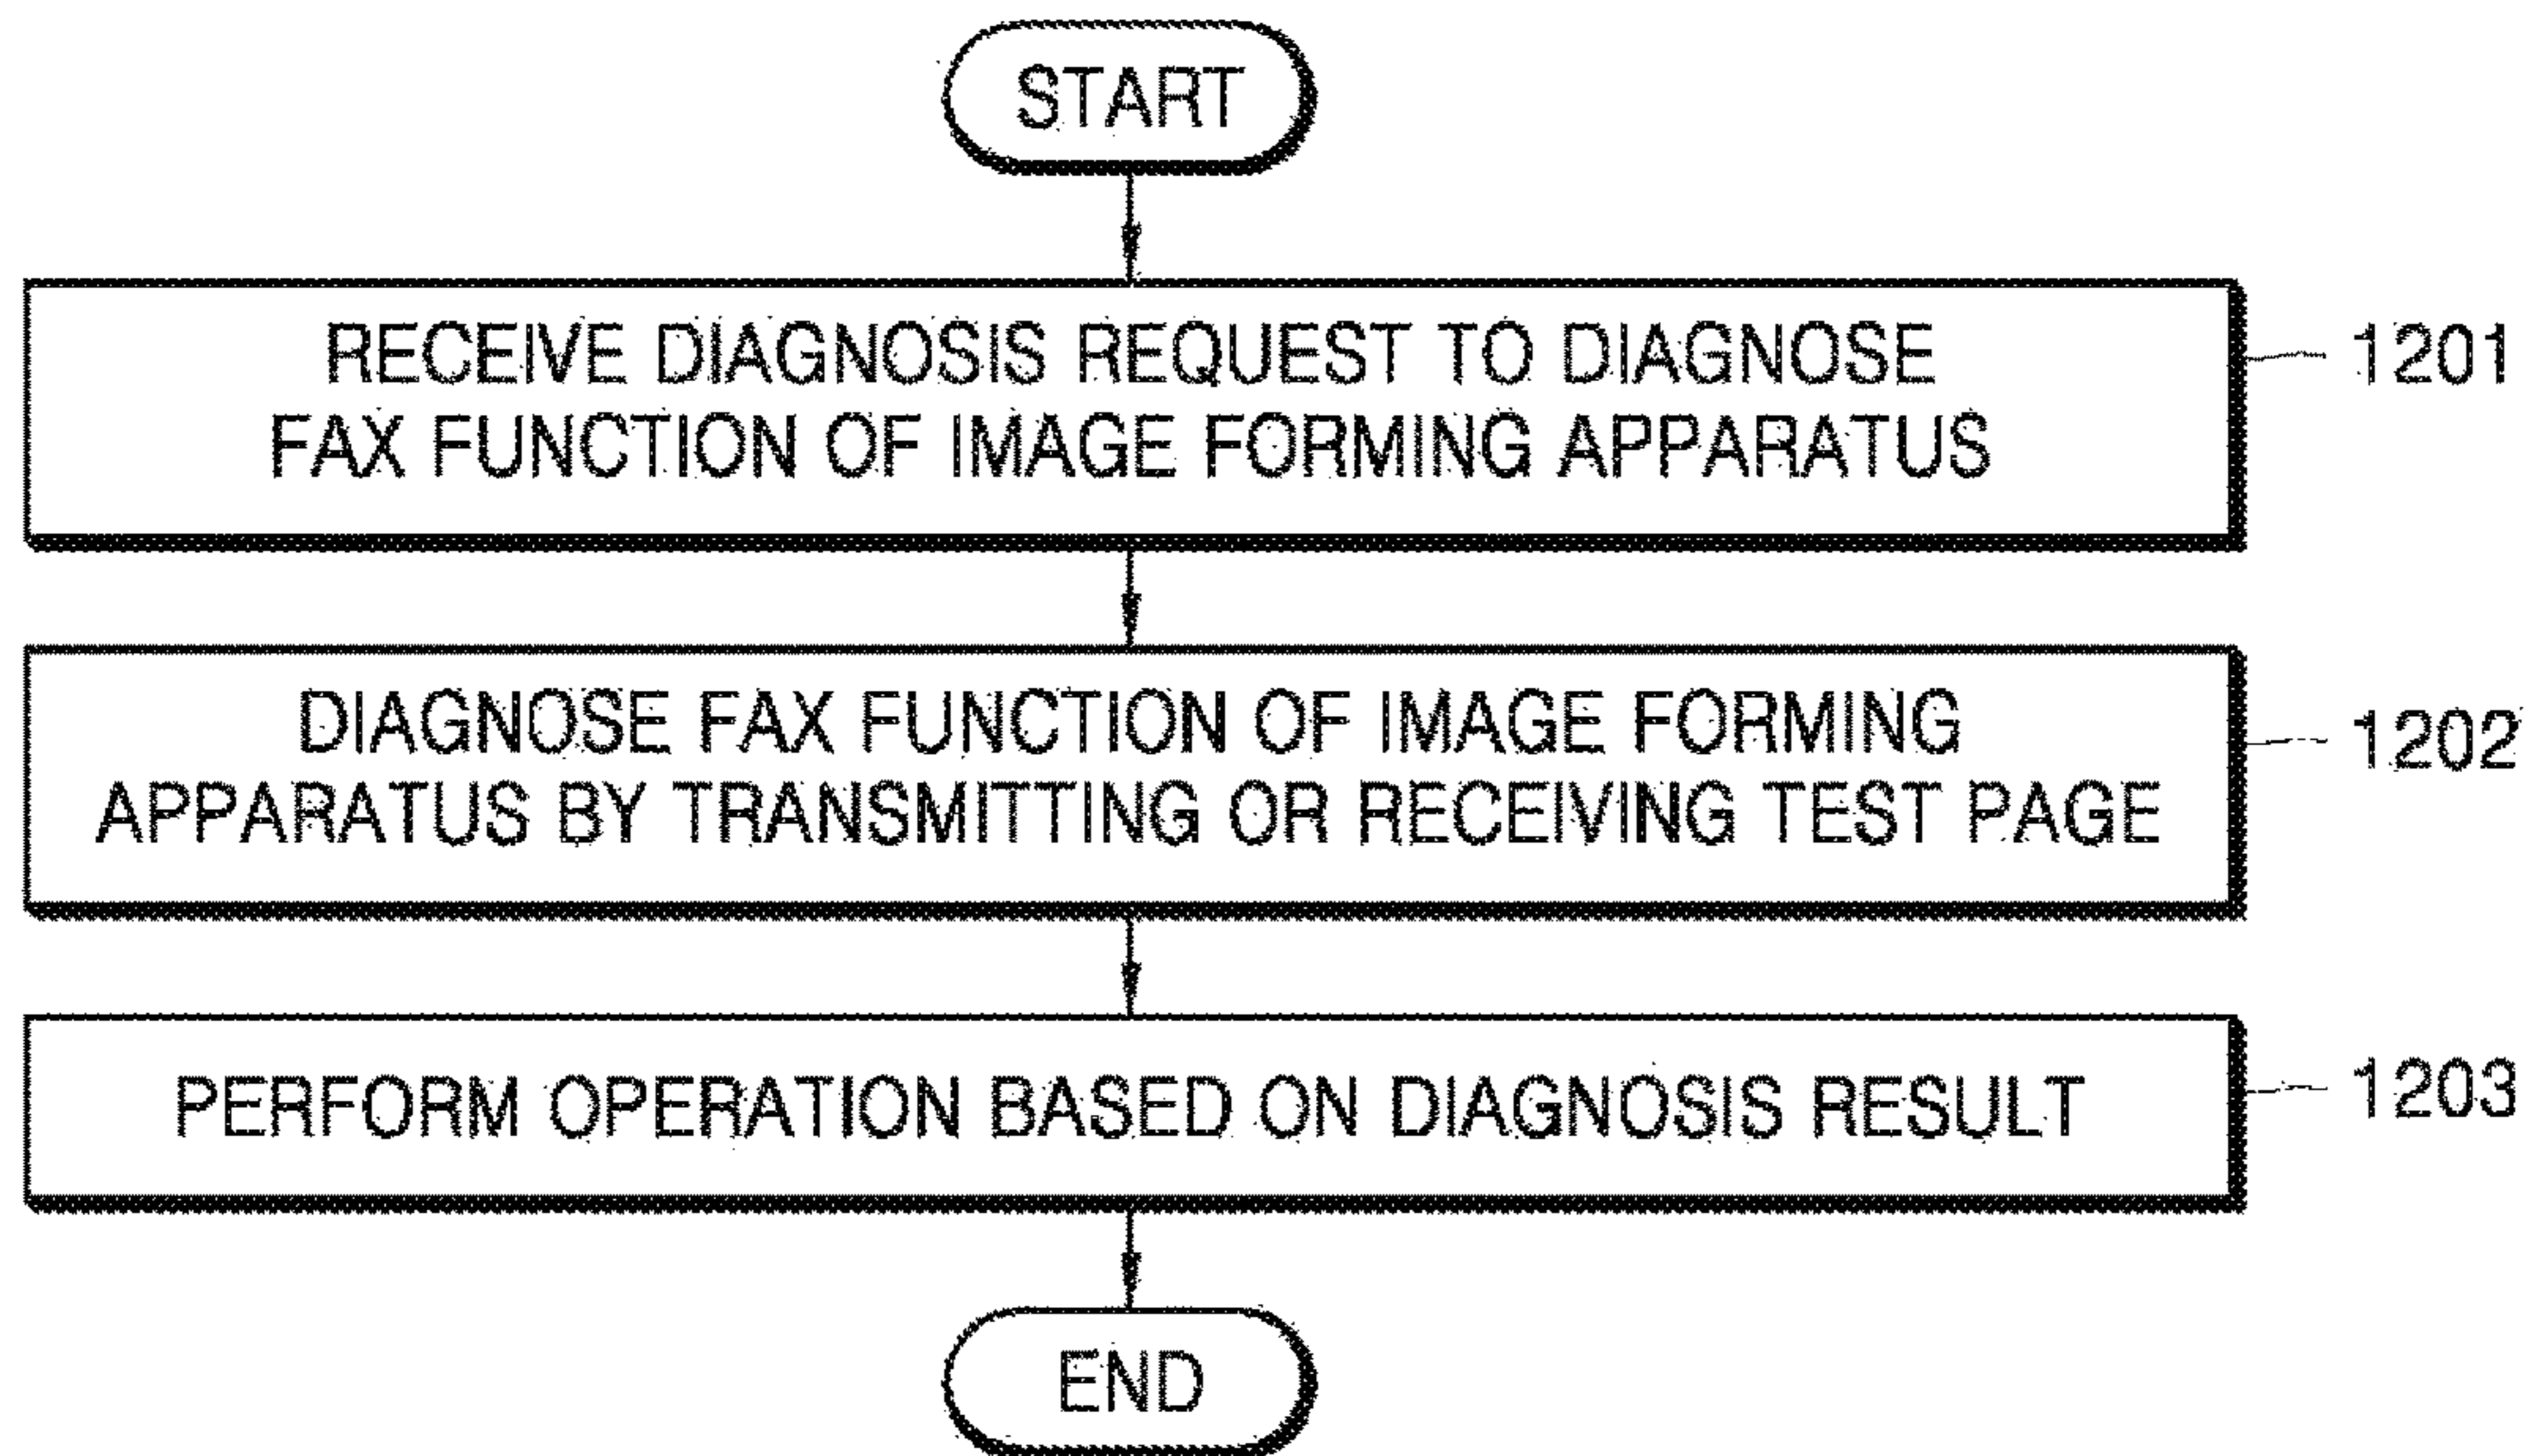 START
RECEIVE DIAGNOSIS REQUEST TO DIAGNOSE
FAX FUNCTION OF IMAGE FORMING APPARATUS
1201
DIAGNOSE FAX FUNCTION OF IMAGE FORMING
APPARATUS BY TRANSMITTING OR RECEIVING TEST PAGE
1202
PERFORM OPERATION BASED ON DIAGNOSIS RESULT
1203
END